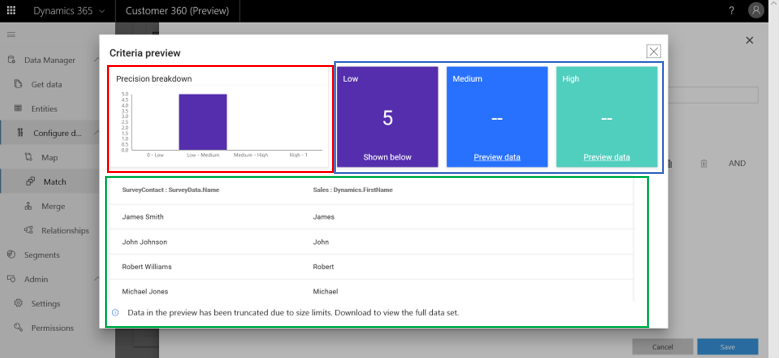 Dynamics 365
Customer 360 (Preview)
?
Data Manager
Get data
Entities
Configure d...
Map
Match
Merge
Relationships
Segments
Admin
Settings
Permissions
Criteria preview
Precision breakdown
5.0
4.5
4.0
3.5
3.0
2.5
2.0
1.5
1.0
0.5
0.0
0 - Low
Low - Medium
Medium - High
High - 1
Low
5
Shown below
Medium
--
Preview data
High
--
Preview data
SurveyContact : SurveyData.Name Sales : Dynamics.FirstName
James Smith James
John Johnson John
Robert Williams Robert
Michael Jones Michael
Data in the preview has been truncated due to size limits. Download to view the full data set.
AND
Cancel
Save